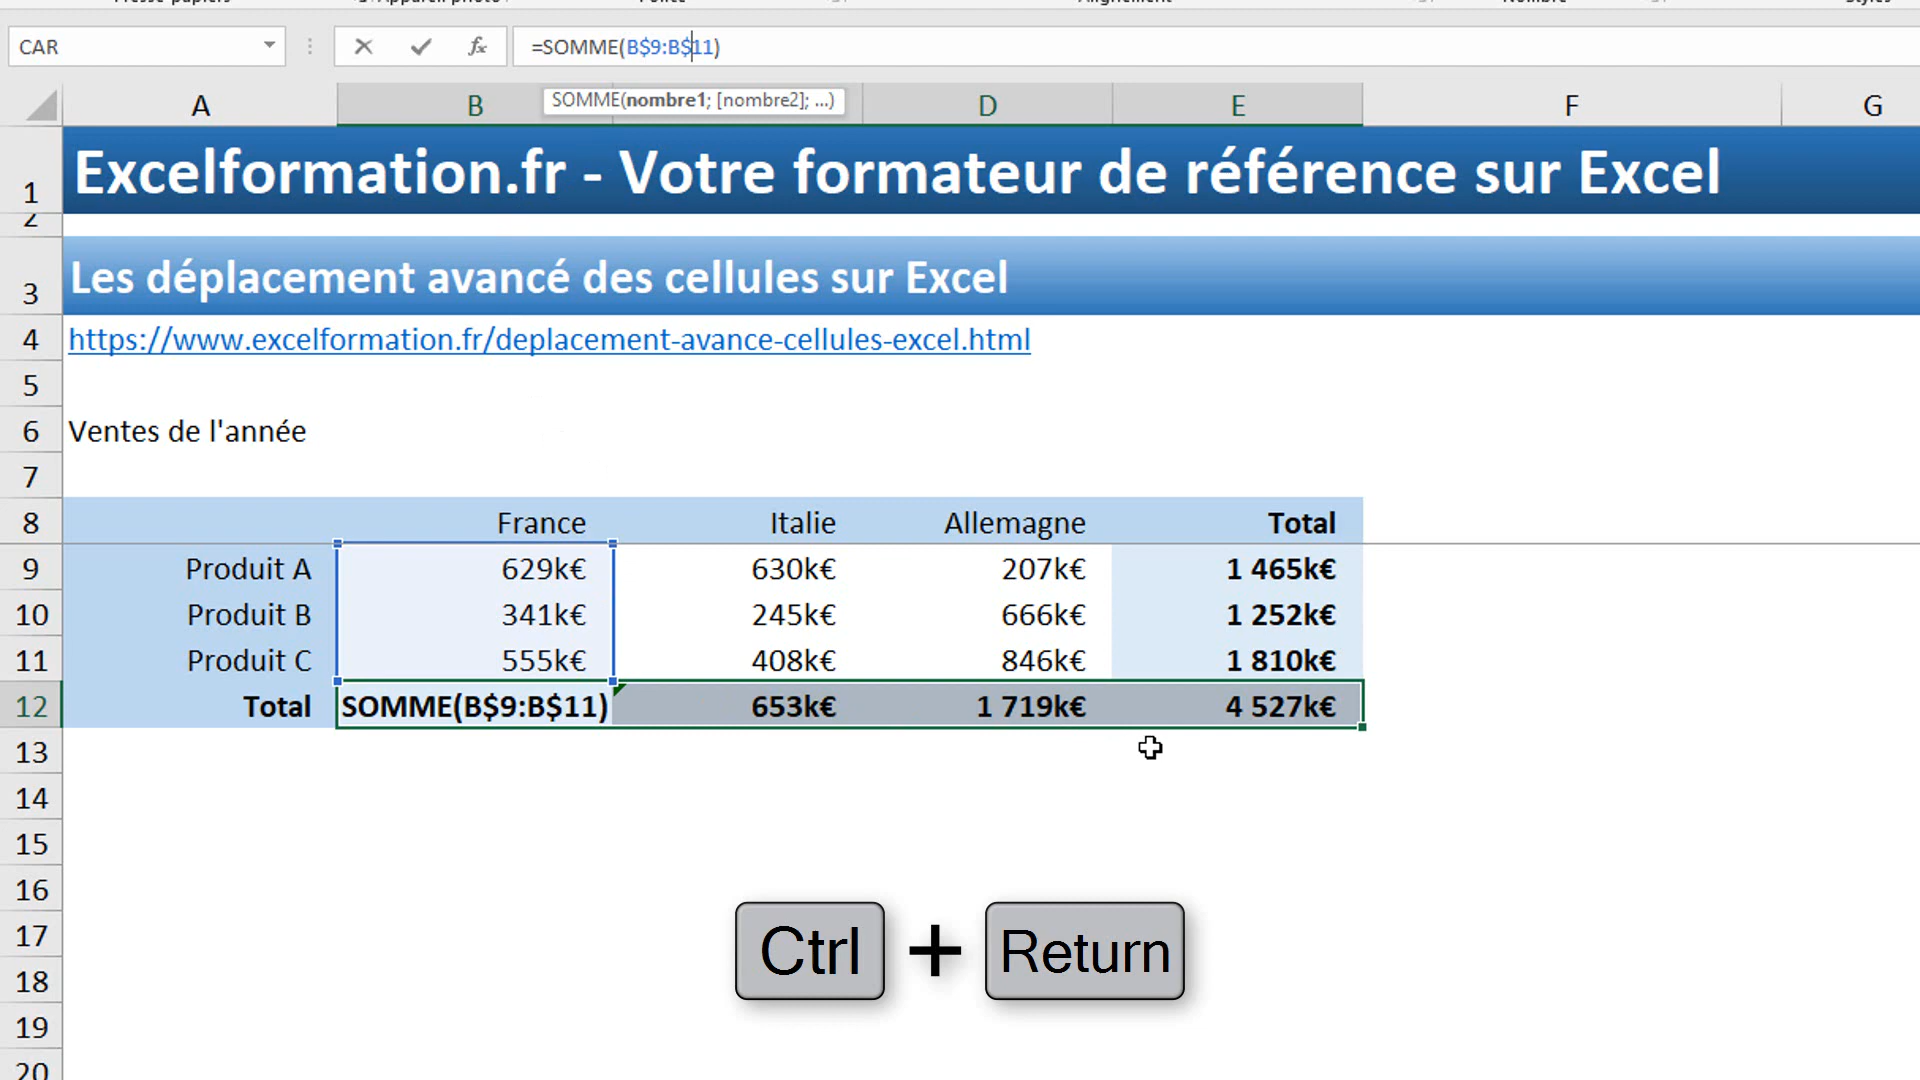 CAR
fx
=SOMME(B$9:B$11)
SOMME(nombre1; [nombre2]; ...)
A B D E F G
1 Excelformation.fr - Votre formateur de référence sur Excel
2
3 Les déplacement avancé des cellules sur Excel
4 https://www.excelformation.fr/deplacement-avance-cellules-excel.html
5
6 Ventes de l'année
7
8 France Italie Allemagne Total
9 Produit A 629k€ 630k€ 207k€ 1 465k€
10 Produit B 341k€ 245k€ 666k€ 1 252k€
11 Produit C 555k€ 408k€ 846k€ 1 810k€
12 Total SOMME(B$9:B$11) 653k€ 1 719k€ 4 527k€
13
14
15
16
17
Ctrl + Return
18
19
20